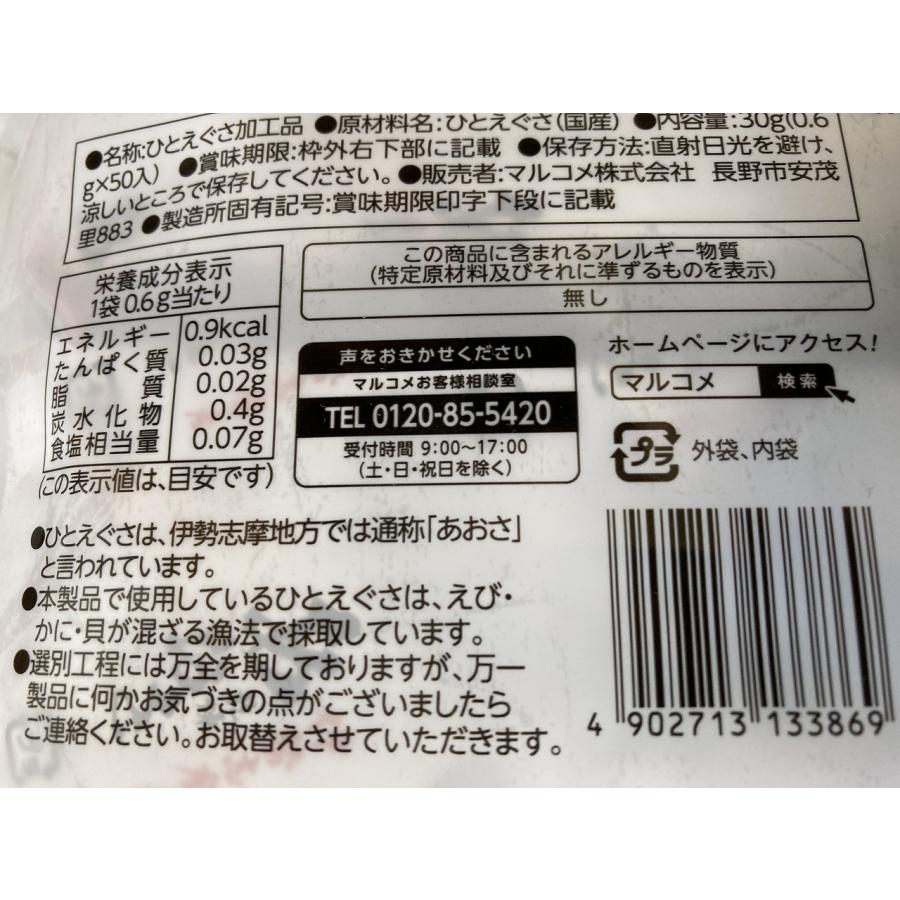 ●名称:ひとえぐさ加工品 ●原材料名:ひとえぐさ(国産) ●内容量:30g(0.6
g×50入) ●賞味期限:枠外右下部に記載 ●保存方法:直射日光を避け、
涼しいところで保存してください。●販売者:マルコメ株式会社 長野市安茂
里883 ●製造所固有記号:賞味期限印字下段に記載
栄養成分表示
1袋0.6g当たり
エネルギー 0.9kcal
たんぱく質 0.03g
脂質 0.02g
炭水化物 0.4g
食塩相当量 0.07g
(この表示値は、目安です)
この商品に含まれるアレルギー物質
(特定原材料及びそれに準ずるものを表示)
無し
声をおきかせください
マルコメお客様相談室
TEL 0120-85-5420
受付時間 9:00〜17:00
(土・日・祝日を除く)
ホームページにアクセス!
マルコメ 検索
プラ 外袋、内袋
●ひとえぐさは、伊勢志摩地方では通称「あおさ」
と言われています。
●本製品で使用しているひとえぐさは、えび・
かに・貝が混ざる漁法で採取しています。
●選別工程には万全を期しておりますが、万一
製品に何かお気づきの点がございましたら
ご連絡ください。お取替えさせていただきます。
4 902713 133869